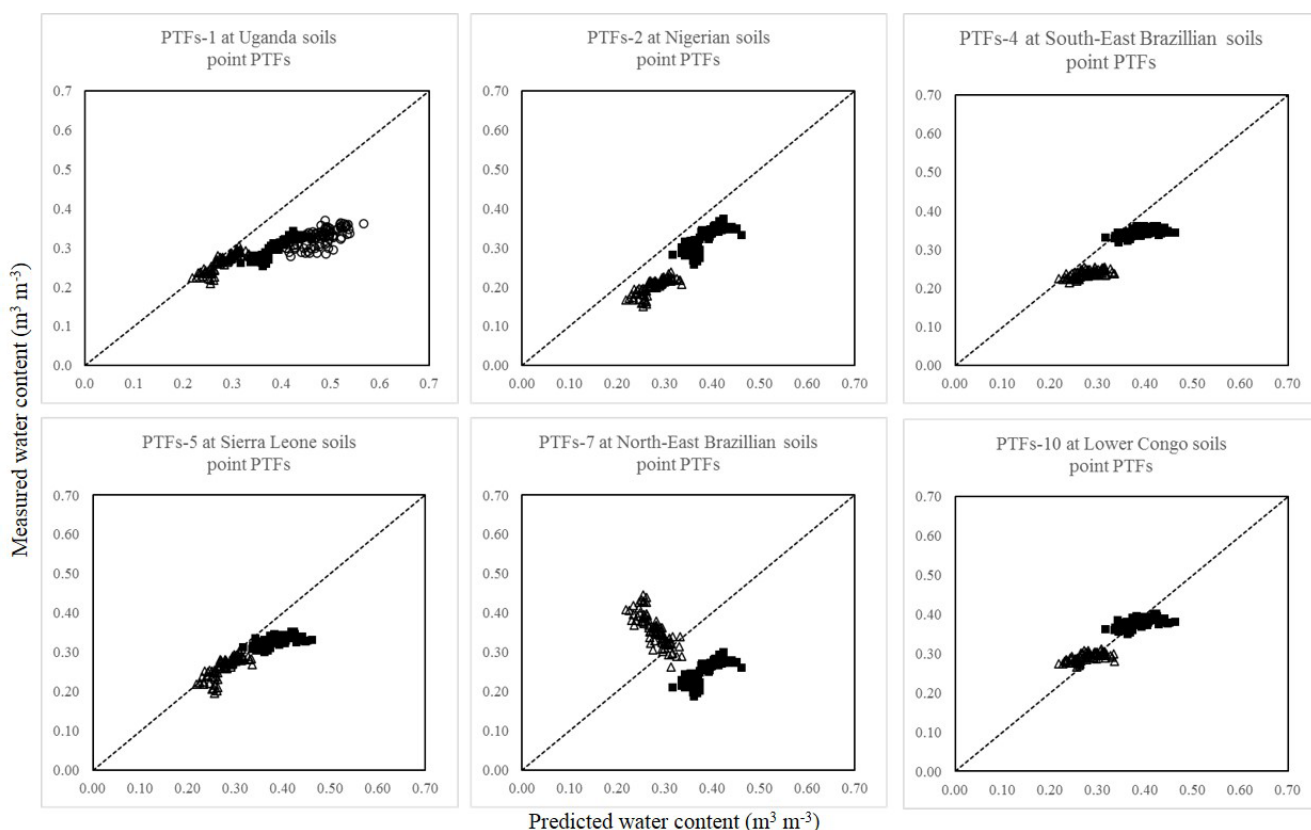 PTFs-1 at Uganda soils
point PTFs
0.7
0.6
0.5
0.4
0.3
0.2
0.1
0.0
0.0 0.1 0.2 0.3 0.4 0.5 0.6 0.7
PTFs-2 at Nigerian soils
point PTFs
0.70
0.60
0.50
0.40
0.30
0.20
0.10
0.00
0.00 0.10 0.20 0.30 0.40 0.50 0.60 0.70
PTFs-4 at South-East Brazillian soils
point PTFs
0.70
0.60
0.50
0.40
0.30
0.20
0.10
0.00
0.00 0.10 0.20 0.30 0.40 0.50 0.60 0.70
Measured water content (m³ m⁻³)
PTFs-5 at Sierra Leone soils
point PTFs
0.70
0.60
0.50
0.40
0.30
0.20
0.10
0.00
0.00 0.10 0.20 0.30 0.40 0.50 0.60 0.70
PTFs-7 at North-East Brazillian soils
point PTFs
0.70
0.60
0.50
0.40
0.30
0.20
0.10
0.00
0.00 0.10 0.20 0.30 0.40 0.50 0.60 0.70
PTFs-10 at Lower Congo soils
point PTFs
0.70
0.60
0.50
0.40
0.30
0.20
0.10
0.00
0.00 0.10 0.20 0.30 0.40 0.50 0.60 0.70
Predicted water content (m³ m⁻³)